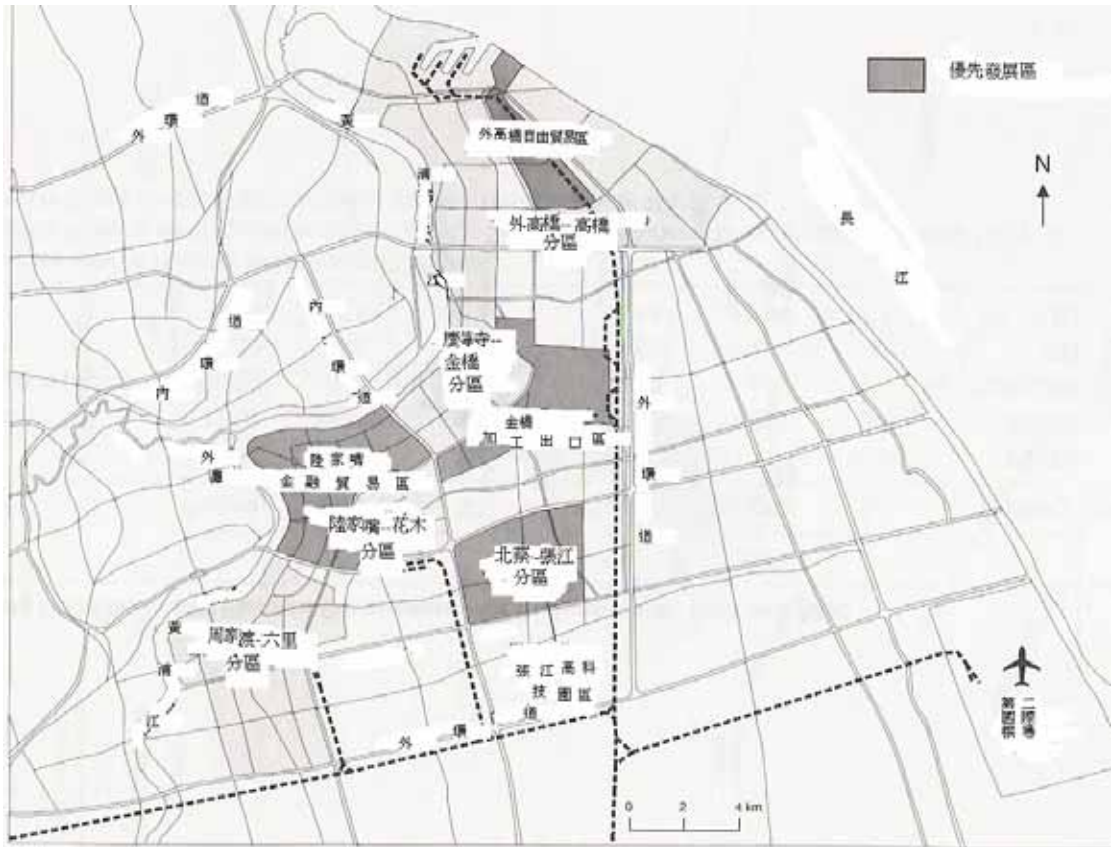 優先發展區
外環道
黃浦江
外高橋自由貿易區
N
長江
外高橋--高橋
分區
內環道
內環道
慶寧寺--
金橋
分區
金橋
加工出口區
外環道
外灘
陸家嘴
金融貿易區
陸家嘴--花木
分區
北蔡--張江
分區
周家渡--六里
分區
黃浦江
張江高科
技園區
外環道
第二國際機場
0 2 4 km